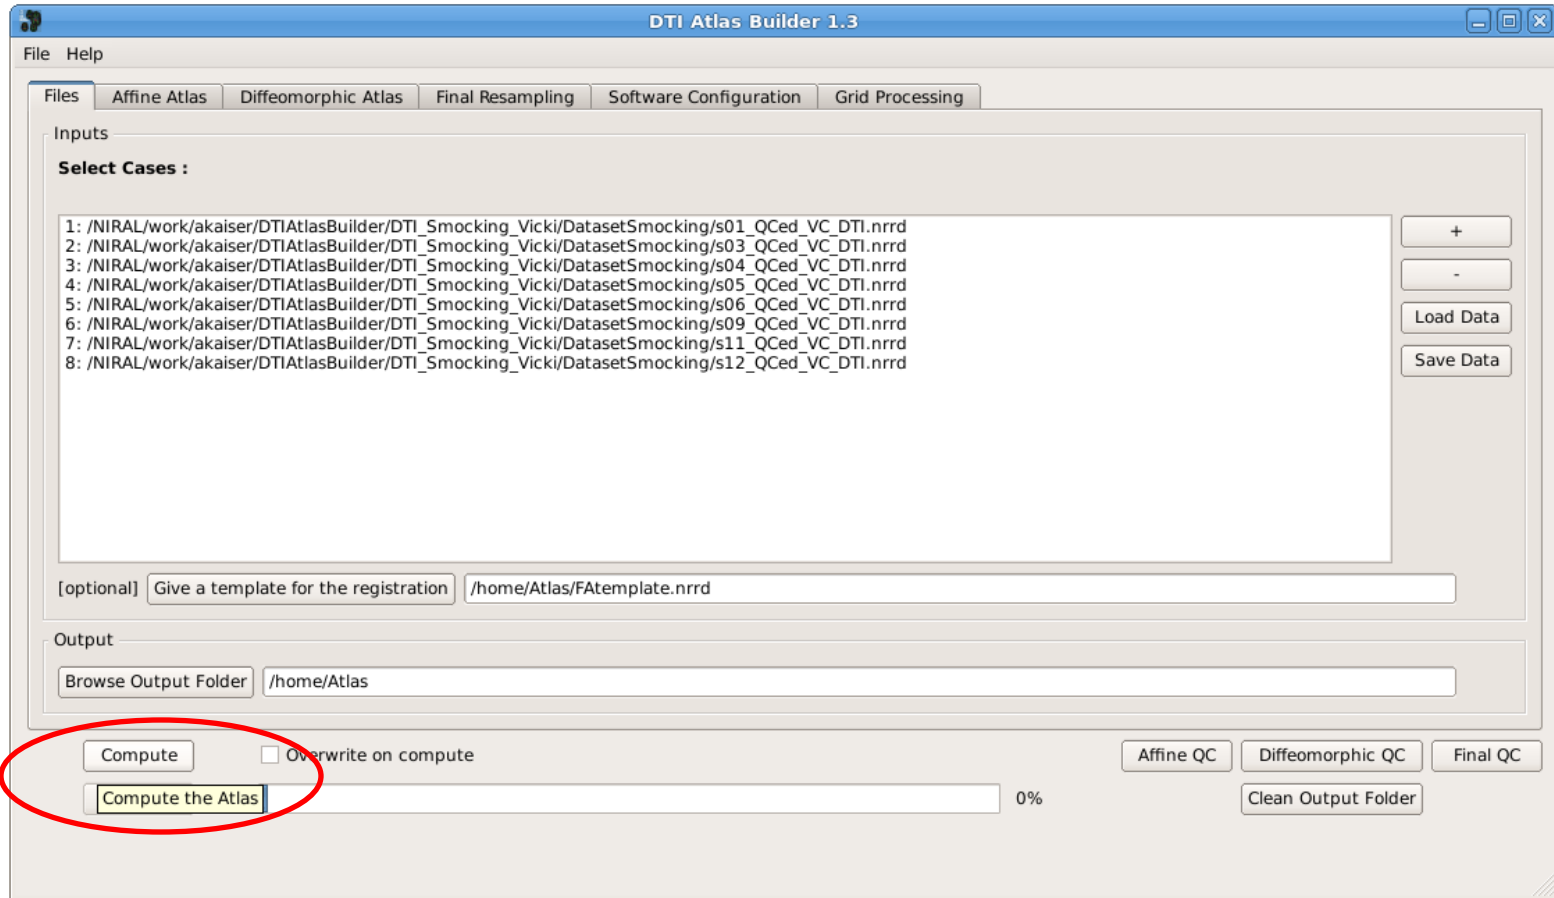 DTI Atlas Builder 1.3
File Help
Files Affine Atlas Diffeomorphic Atlas Final Resampling Software Configuration Grid Processing
Inputs
Select Cases :
1: /NIRAL/work/akaiser/DTIAtlasBuilder/DTI_Smocking_Vicki/DatasetSmocking/s01_QCed_VC_DTI.nrrd
2: /NIRAL/work/akaiser/DTIAtlasBuilder/DTI_Smocking_Vicki/DatasetSmocking/s03_QCed_VC_DTI.nrrd
3: /NIRAL/work/akaiser/DTIAtlasBuilder/DTI_Smocking_Vicki/DatasetSmocking/s04_QCed_VC_DTI.nrrd
4: /NIRAL/work/akaiser/DTIAtlasBuilder/DTI_Smocking_Vicki/DatasetSmocking/s05_QCed_VC_DTI.nrrd
5: /NIRAL/work/akaiser/DTIAtlasBuilder/DTI_Smocking_Vicki/DatasetSmocking/s06_QCed_VC_DTI.nrrd
6: /NIRAL/work/akaiser/DTIAtlasBuilder/DTI_Smocking_Vicki/DatasetSmocking/s09_QCed_VC_DTI.nrrd
7: /NIRAL/work/akaiser/DTIAtlasBuilder/DTI_Smocking_Vicki/DatasetSmocking/s11_QCed_VC_DTI.nrrd
8: /NIRAL/work/akaiser/DTIAtlasBuilder/DTI_Smocking_Vicki/DatasetSmocking/s12_QCed_VC_DTI.nrrd
+
-
Load Data
Save Data
[optional] Give a template for the registration /home/Atlas/FAtemplate.nrrd
Output
Browse Output Folder /home/Atlas
Compute Overwrite on compute Affine QC Diffeomorphic QC Final QC
Compute the Atlas 0% Clean Output Folder